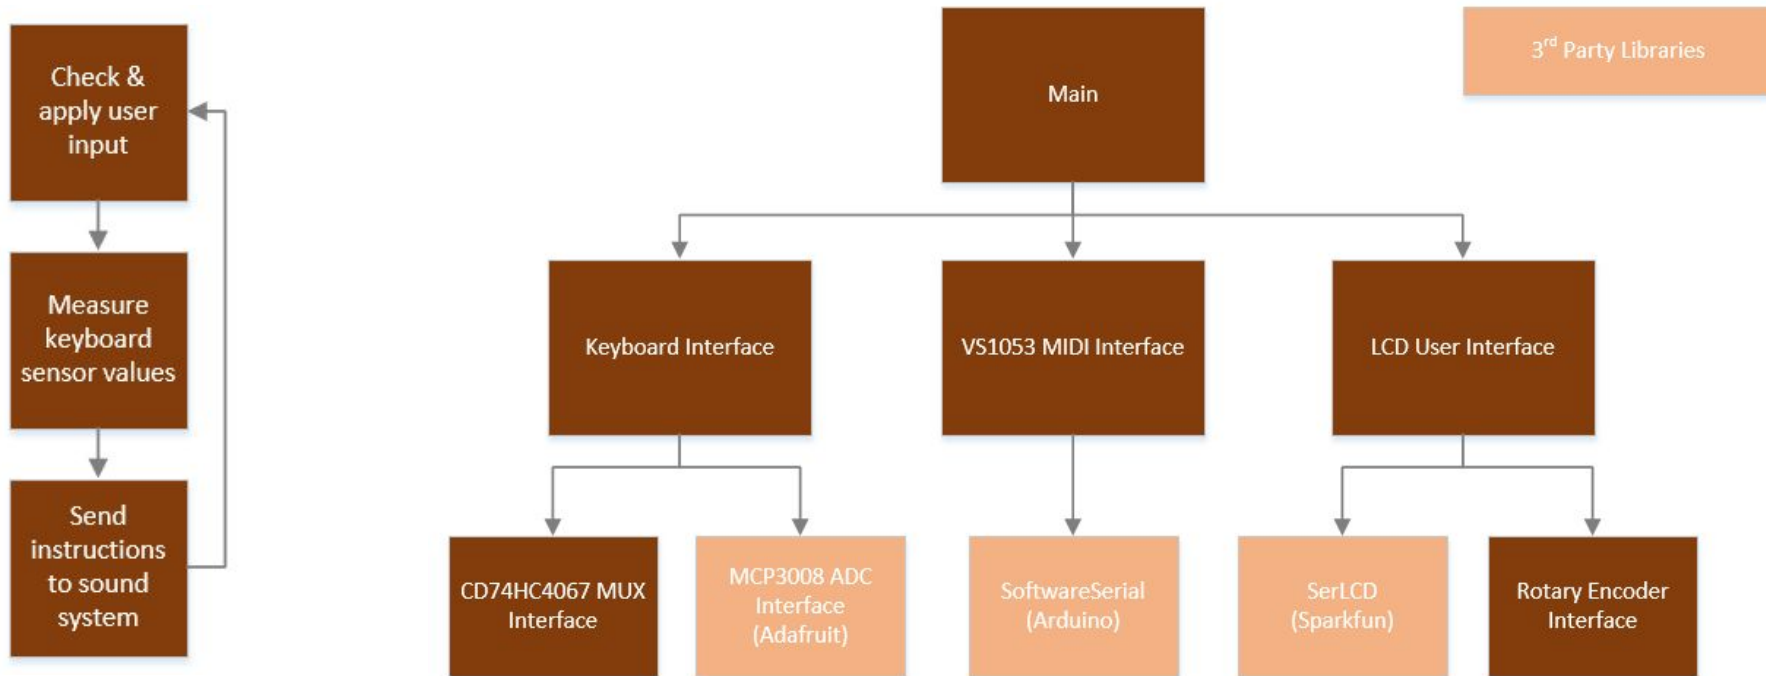 Check &
apply user
input
Measure
keyboard
sensor values
Send
instructions
to sound
system
Main
3rd Party Libraries
Keyboard Interface
VS1053 MIDI Interface
LCD User Interface
CD74HC4067 MUX
Interface
MCP3008 ADC
Interface
(Adafruit)
SoftwareSerial
(Arduino)
SerLCD
(Sparkfun)
Rotary Encoder
Interface